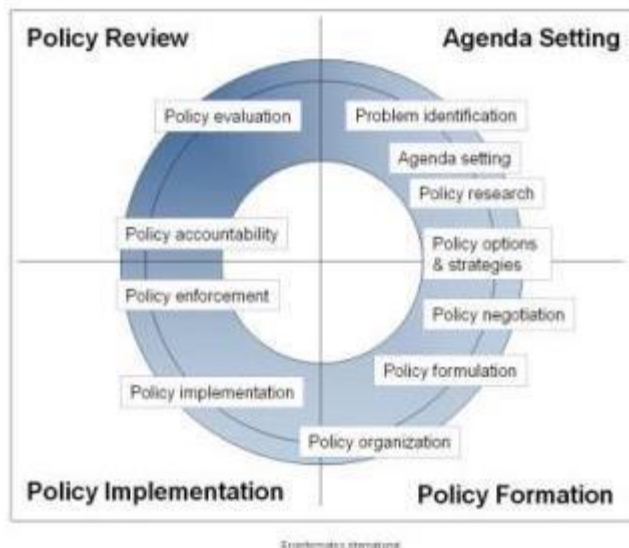 Policy Review
Agenda Setting
Policy evaluation
Problem identification
Agenda setting
Policy research
Policy accountability
Policy options
& strategies
Policy enforcement
Policy negotiation
Policy formulation
Policy implementation
Policy organization
Policy Implementation
Policy Formation